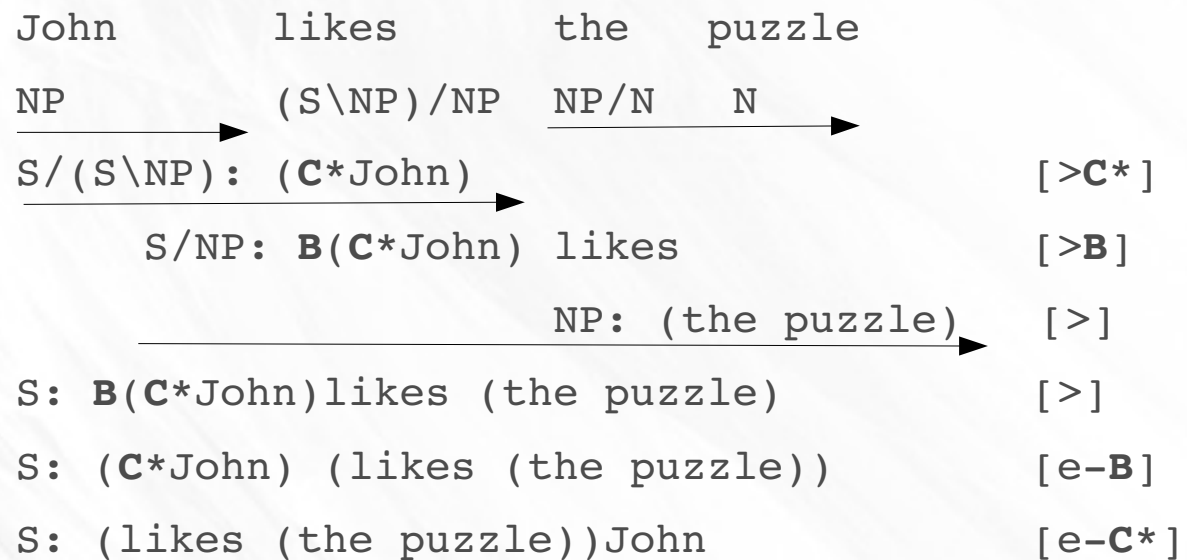 John likes the puzzle
NP (S\NP)/NP NP/N N
S/(S\NP): (C*John) [>C*]
S/NP: B(C*John) likes [>B]
NP: (the puzzle) [>]
S: B(C*John)likes (the puzzle) [>]
S: (C*John) (likes (the puzzle)) [e-B]
S: (likes (the puzzle))John [e-C*]